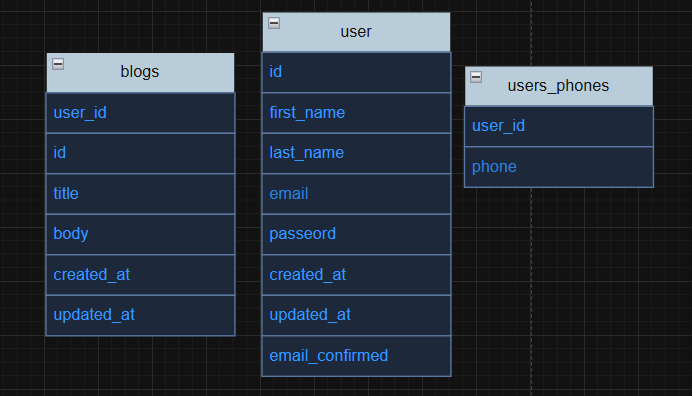 blogs
user_id
id
title
body
created_at
updated_at
user
id
first_name
last_name
email
passeord
created_at
updated_at
email_confirmed
users_phones
user_id
phone